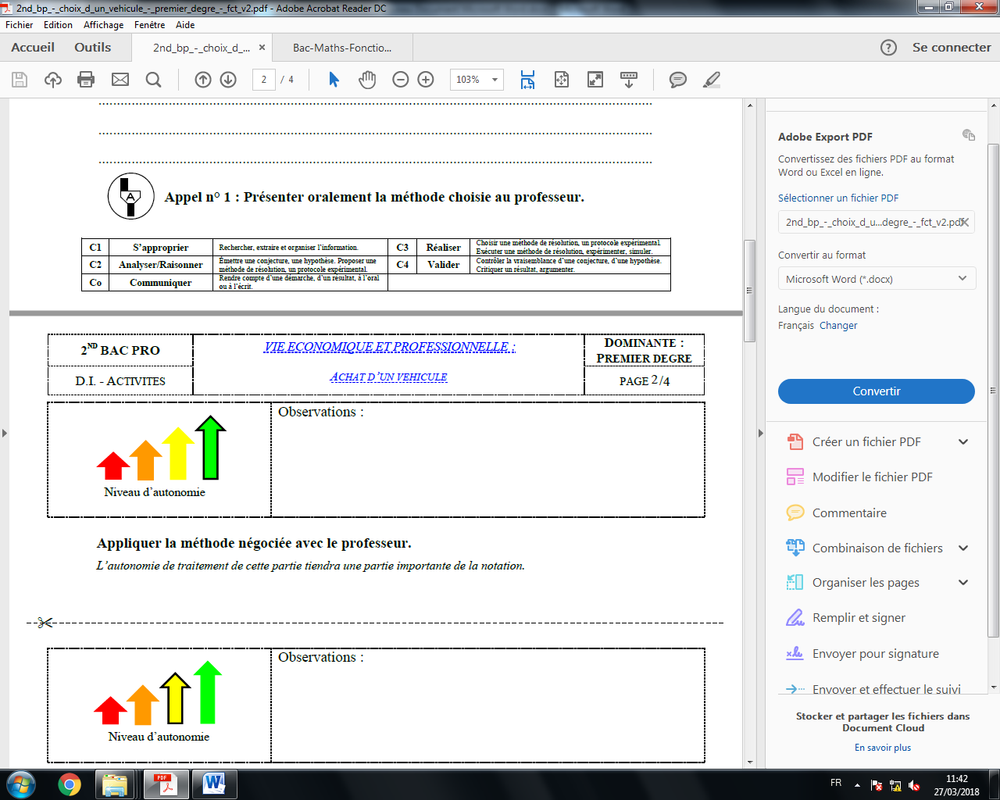 2nd_bp_-_choix_d_un_vehicule_-_premier_degre_-_fct_v2.pdf - Adobe Acrobat Reader DC
Fichier Edition Affichage Fenêtre Aide
Accueil Outils 2nd_bp_-_choix_d_... × Bac-Maths-Fonctio... Se connecter
2 / 4 103%
Appel n° 1 : Présenter oralement la méthode choisie au professeur.
C1 S'approprier Rechercher, extraire et organiser l'information. C3 Réaliser Choisir une méthode de résolution, un protocole expérimental.
Exécuter une méthode de résolution, expérimenter, simuler.
C2 Analyser/Raisonner Émettre une conjecture, une hypothèse. Proposer une
méthode de résolution, un protocole expérimental. C4 Valider Contrôler la vraisemblance d'une conjecture, d'une hypothèse.
Critiquer un résultat, argumenter.
Co Communiquer Rendre compte d'une démarche, d'un résultat, à l'oral
ou à l'écrit.
2ND BAC PRO
D.I. - ACTIVITES
VIE ECONOMIQUE ET PROFESSIONNELLE :
ACHAT D'UN VEHICULE
DOMINANTE :
PREMIER DEGRE
PAGE 2/4
Niveau d'autonomie
Observations :
Appliquer la méthode négociée avec le professeur.
L'autonomie de traitement de cette partie tiendra une partie importante de la notation.
Observations :
Niveau d'autonomie
Adobe Export PDF
Convertissez des fichiers PDF au format
Word ou Excel en ligne.
Sélectionner un fichier PDF
2nd_bp_-_choix_d_u...degre_-_fct_v2.pdf
Convertir au format
Microsoft Word (*.docx)
Langue du document :
Français Changer
Convertir
Créer un fichier PDF
Modifier le fichier PDF
Commentaire
Combinaison de fichiers
Organiser les pages
Remplir et signer
Envoyer pour signature
Envoyer et effectuer le suivi
Stocker et partager les fichiers dans
Document Cloud
En savoir plus
FR
11:42
27/03/2018